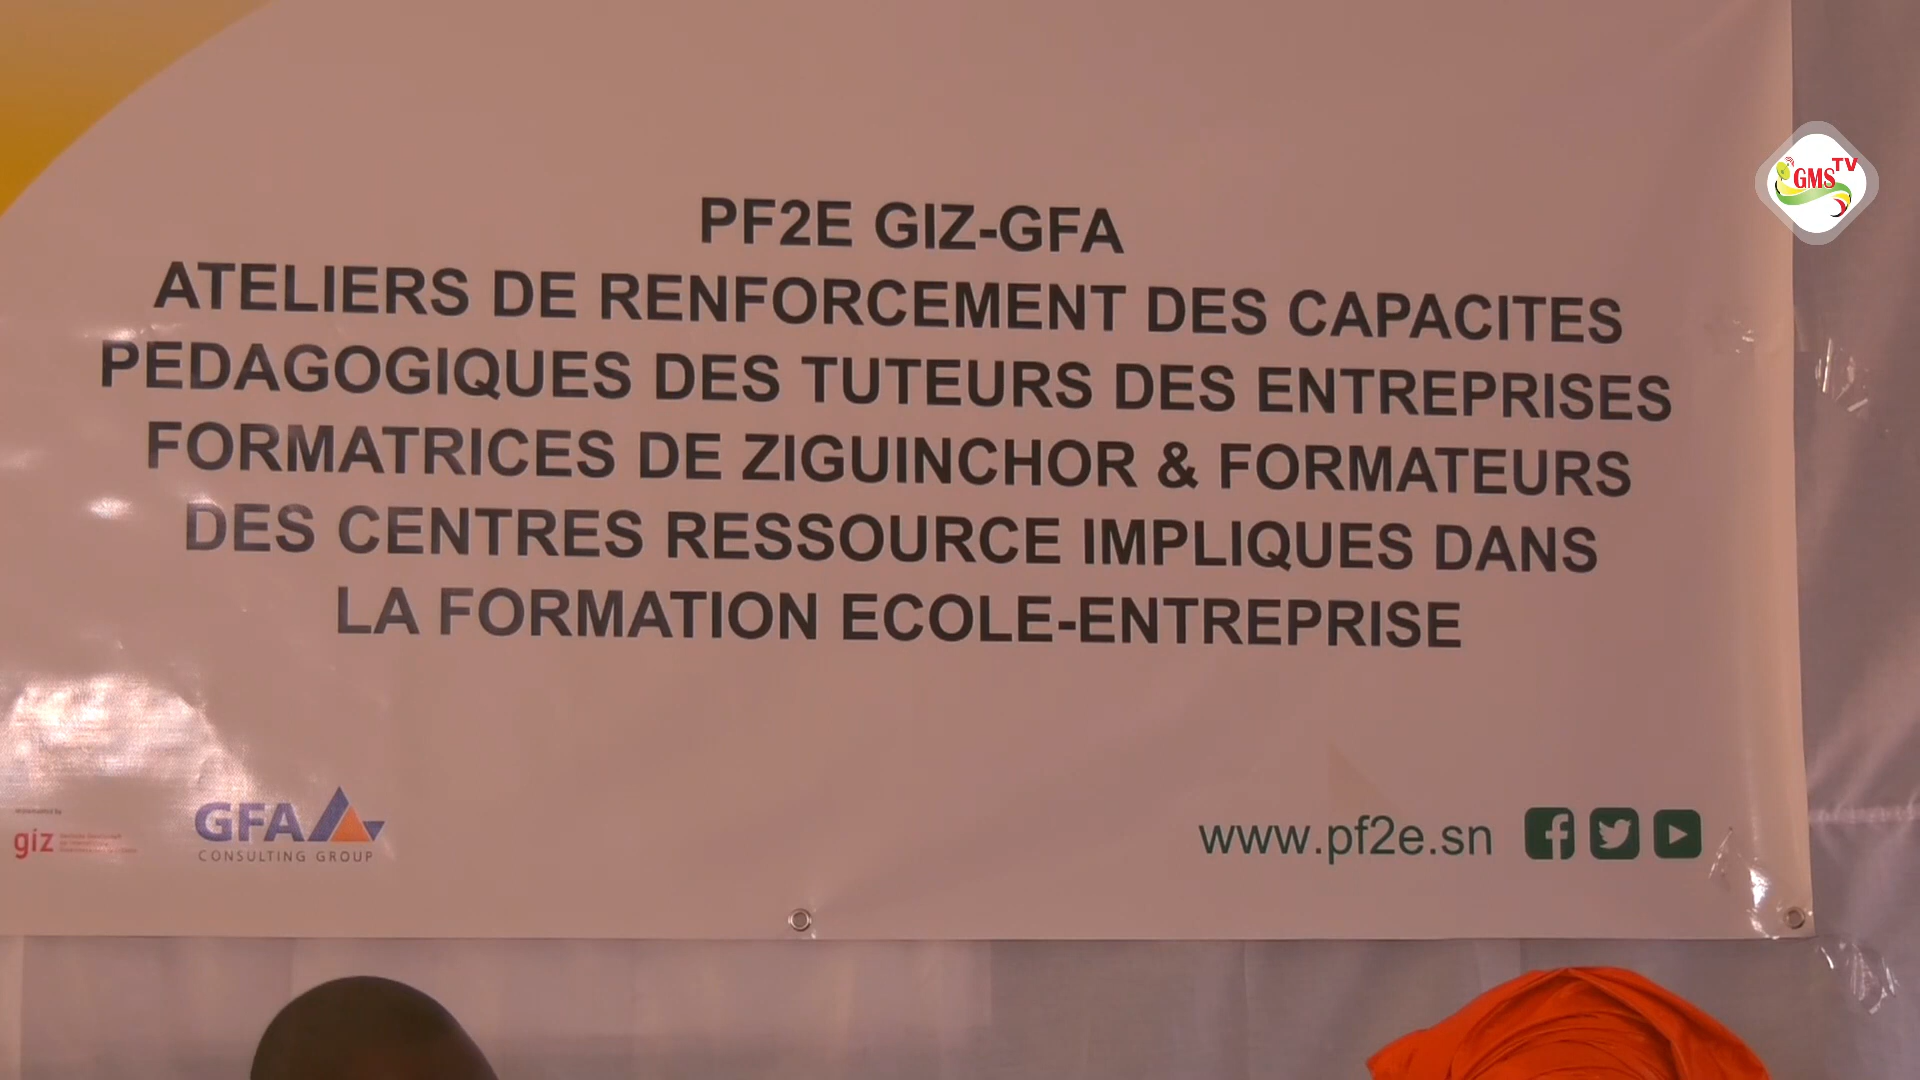 GMS TV
PF2E GIZ-GFA
ATELIERS DE RENFORCEMENT DES CAPACITES
PEDAGOGIQUES DES TUTEURS DES ENTREPRISES
FORMATRICES DE ZIGUINCHOR & FORMATEURS
DES CENTRES RESSOURCE IMPLIQUES DANS
LA FORMATION ECOLE-ENTREPRISE
giz
GFA
CONSULTING GROUP
www.pf2e.sn